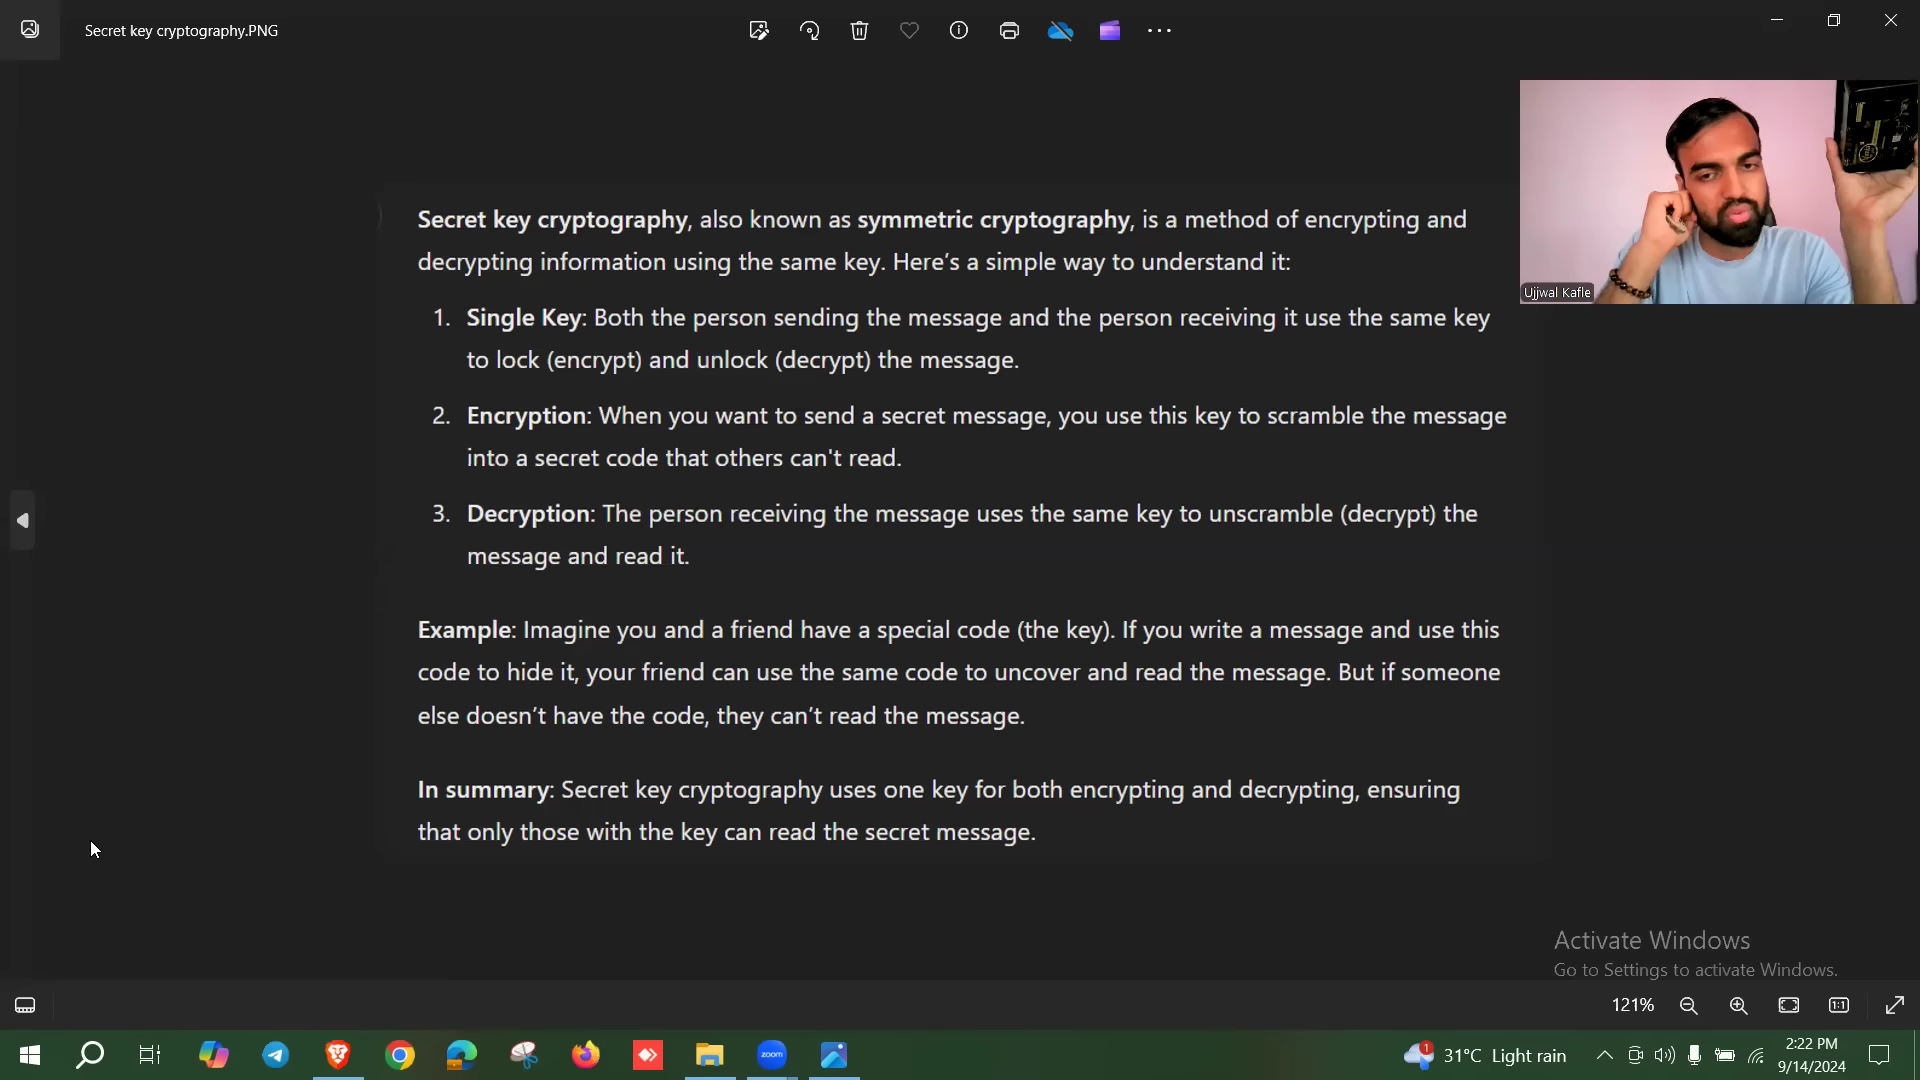 Secret key cryptography.PNG
Ujjwal Kafle
Secret key cryptography, also known as symmetric cryptography, is a method of encrypting and
decrypting information using the same key. Here’s a simple way to understand it:
1. Single Key: Both the person sending the message and the person receiving it use the same key
to lock (encrypt) and unlock (decrypt) the message.
2. Encryption: When you want to send a secret message, you use this key to scramble the message
into a secret code that others can't read.
3. Decryption: The person receiving the message uses the same key to unscramble (decrypt) the
message and read it.
Example: Imagine you and a friend have a special code (the key). If you write a message and use this
code to hide it, your friend can use the same code to uncover and read the message. But if someone
else doesn’t have the code, they can’t read the message.
In summary: Secret key cryptography uses one key for both encrypting and decrypting, ensuring
that only those with the key can read the secret message.
Activate Windows
Go to Settings to activate Windows.
121%
1:1
zoom
1
31°C Light rain
2:22 PM
9/14/2024